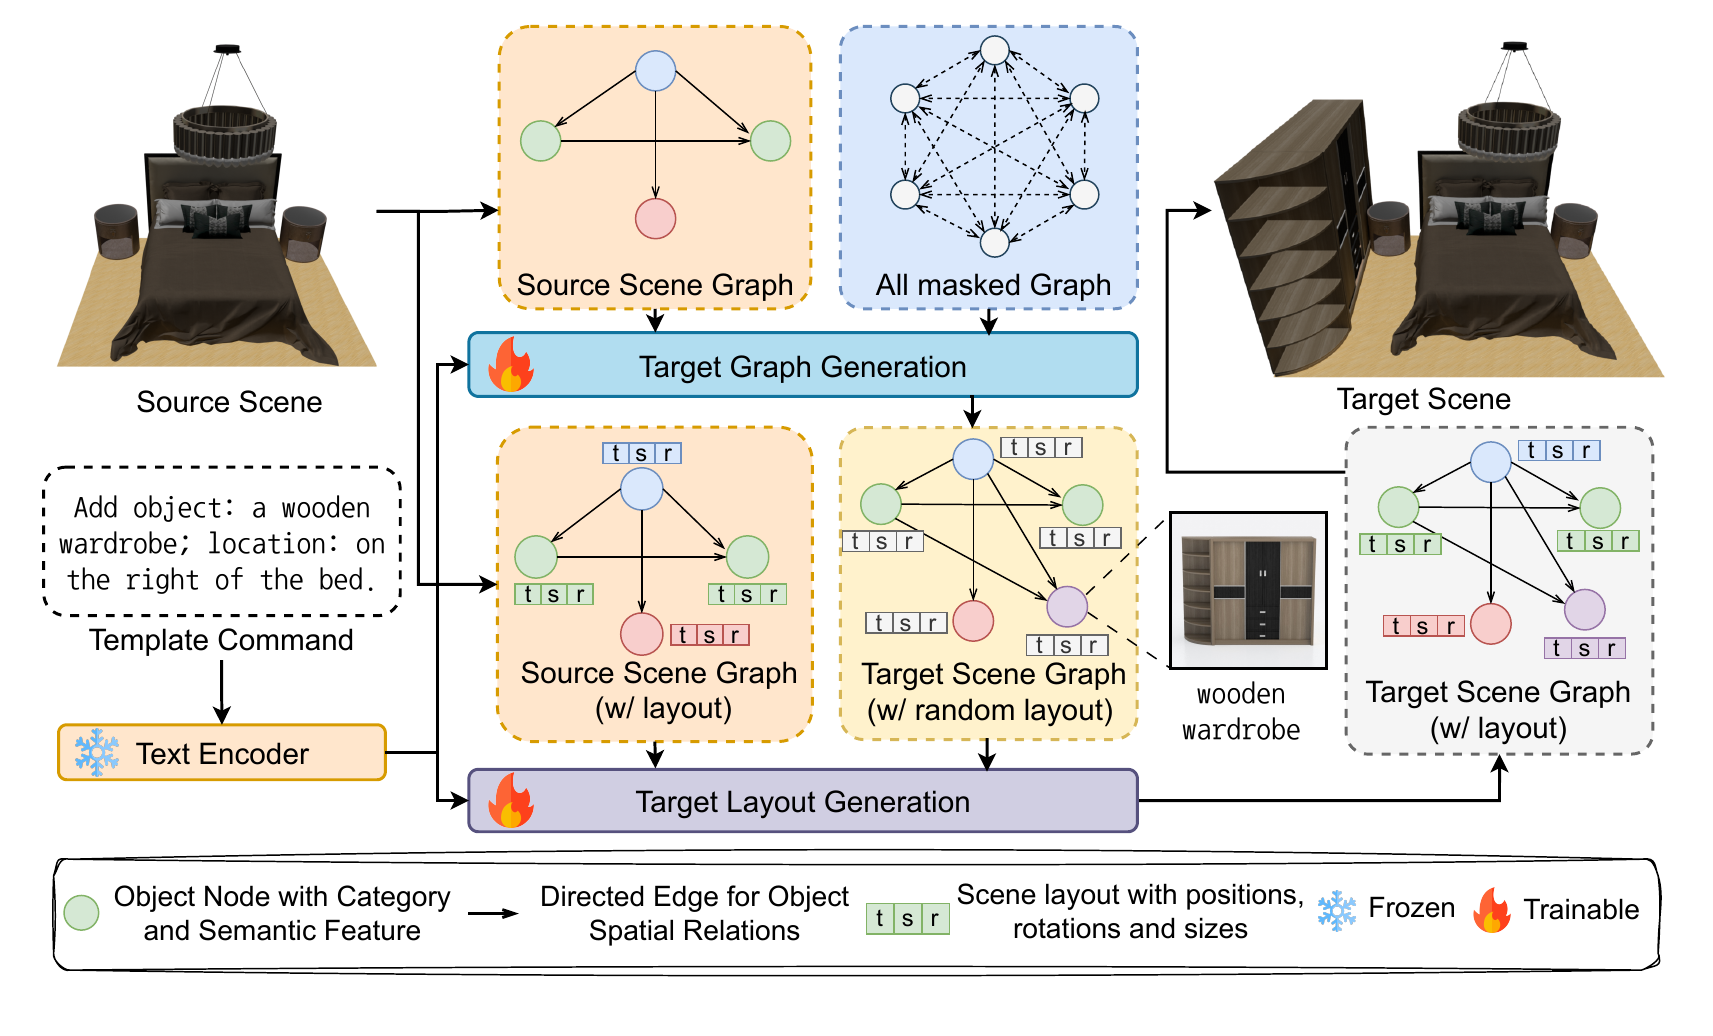 Source Scene Graph
All masked Graph
Target Graph Generation
Source Scene
Target Scene
Add object: a wooden
wardrobe; location: on
the right of the bed.
Template Command
Text Encoder
t s r
t s r
t s r
t s r
Source Scene Graph
(w/ layout)
t s r
t s r
t s r
t s r
t s r
Target Scene Graph
(w/ random layout)
wooden
wardrobe
t s r
t s r
t s r
t s r
t s r
Target Scene Graph
(w/ layout)
Target Layout Generation
Object Node with Category
and Semantic Feature
Directed Edge for Object
Spatial Relations
t s r
Scene layout with positions,
rotations and sizes
Frozen
Trainable